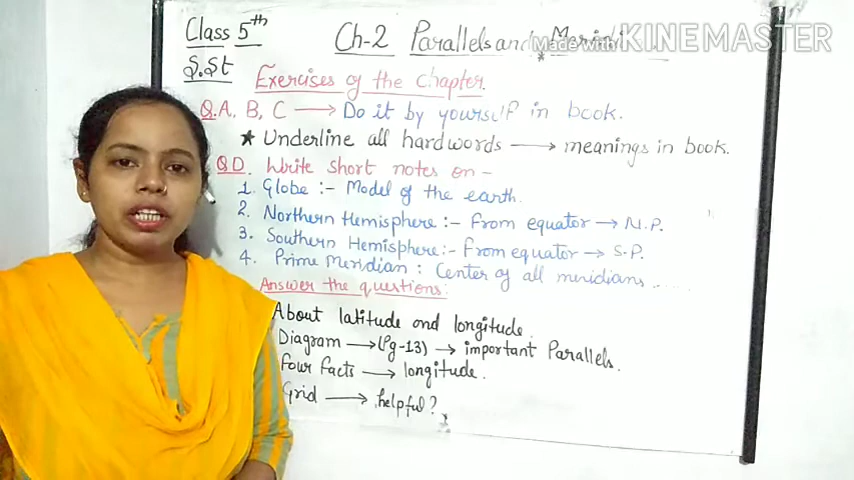 Class 5th
Ch-2 Parallels and
Made with KINEMASTER
S.St
Exercises of the chapter.
Q.A. B, C → Do it by yourself in book.
★ Underline all hardwords → meanings in book.
QD. Write short notes on -
1. Globe :- Model of the earth.
2. Northern Hemisphere :- From equator → N.P.
3. Southern Hemisphere :- From equator → S.P.
4. Prime Meridian : Center of all meridians ......
Answer the questions:
About latitude and longitude.
Diagram → (Pg-13) → important Parallels.
Four facts → longitude.
Grid → helpful?